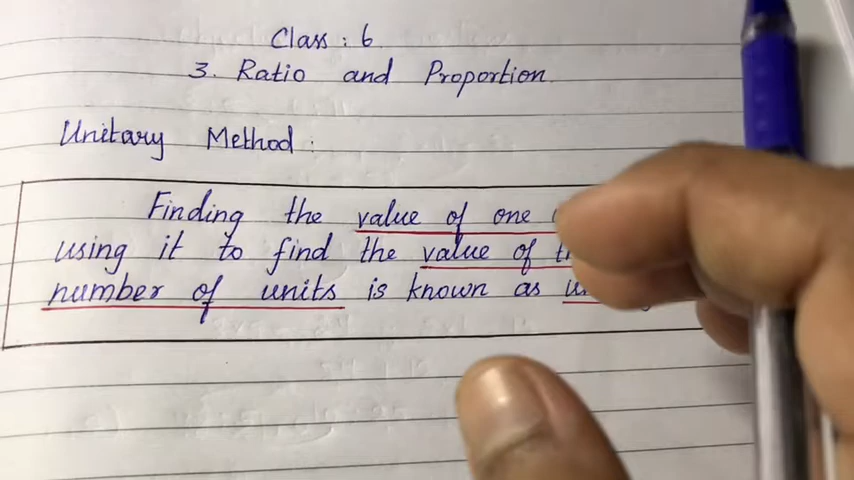 Class : 6
3. Ratio and Proportion
Unitary Method :
Finding the value of one
using it to find the value of
number of units is known as